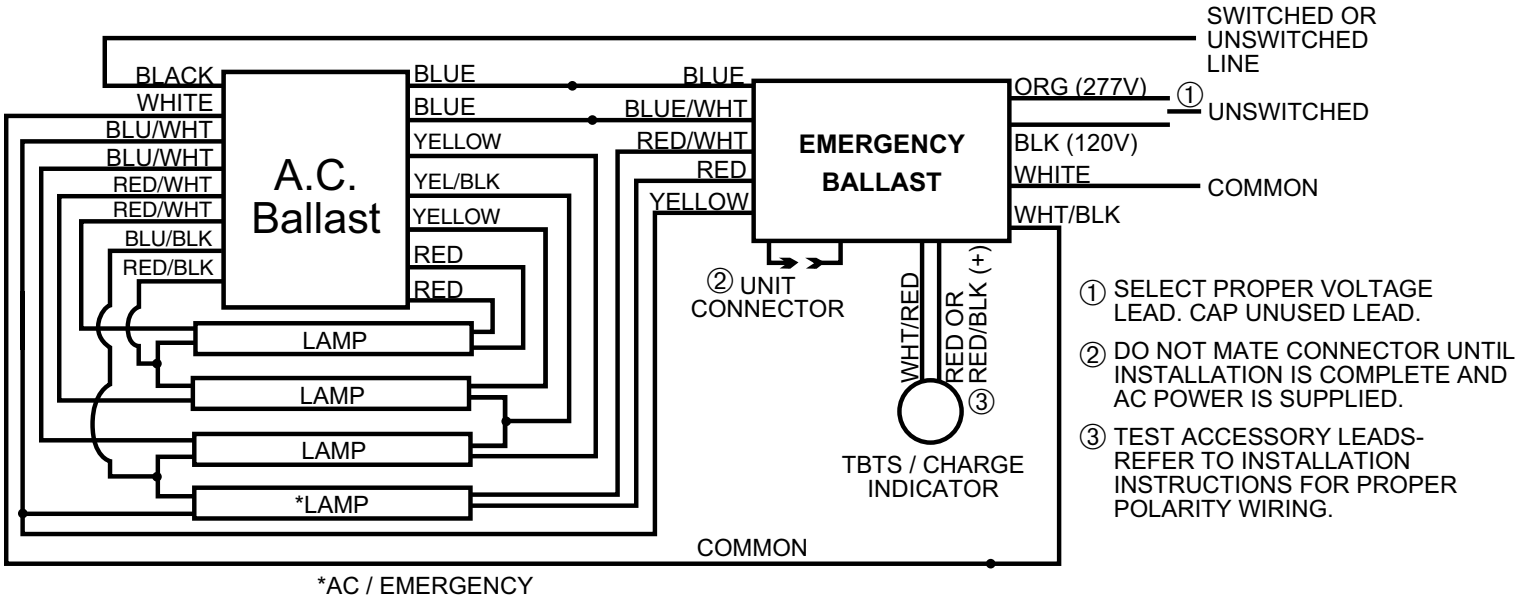 SWITCHED OR
UNSWITCHED
LINE
BLACK
WHITE
BLU/WHT
BLU/WHT
RED/WHT
RED/WHT
BLU/BLK
RED/BLK
A.C.
Ballast
BLUE
BLUE
YELLOW
YEL/BLK
YELLOW
RED
RED
BLUE
BLUE/WHT
RED/WHT
RED
YELLOW
EMERGENCY
BALLAST
ORG (277V)
① UNSWITCHED
BLK (120V)
WHITE
COMMON
WHT/BLK
② UNIT
CONNECTOR
WHT/RED
RED OR
RED/BLK (+)
③
TBTS / CHARGE
INDICATOR
LAMP
LAMP
LAMP
*LAMP
COMMON
*AC / EMERGENCY
① SELECT PROPER VOLTAGE
LEAD. CAP UNUSED LEAD.
② DO NOT MATE CONNECTOR UNTIL
INSTALLATION IS COMPLETE AND
AC POWER IS SUPPLIED.
③ TEST ACCESSORY LEADS-
REFER TO INSTALLATION
INSTRUCTIONS FOR PROPER
POLARITY WIRING.